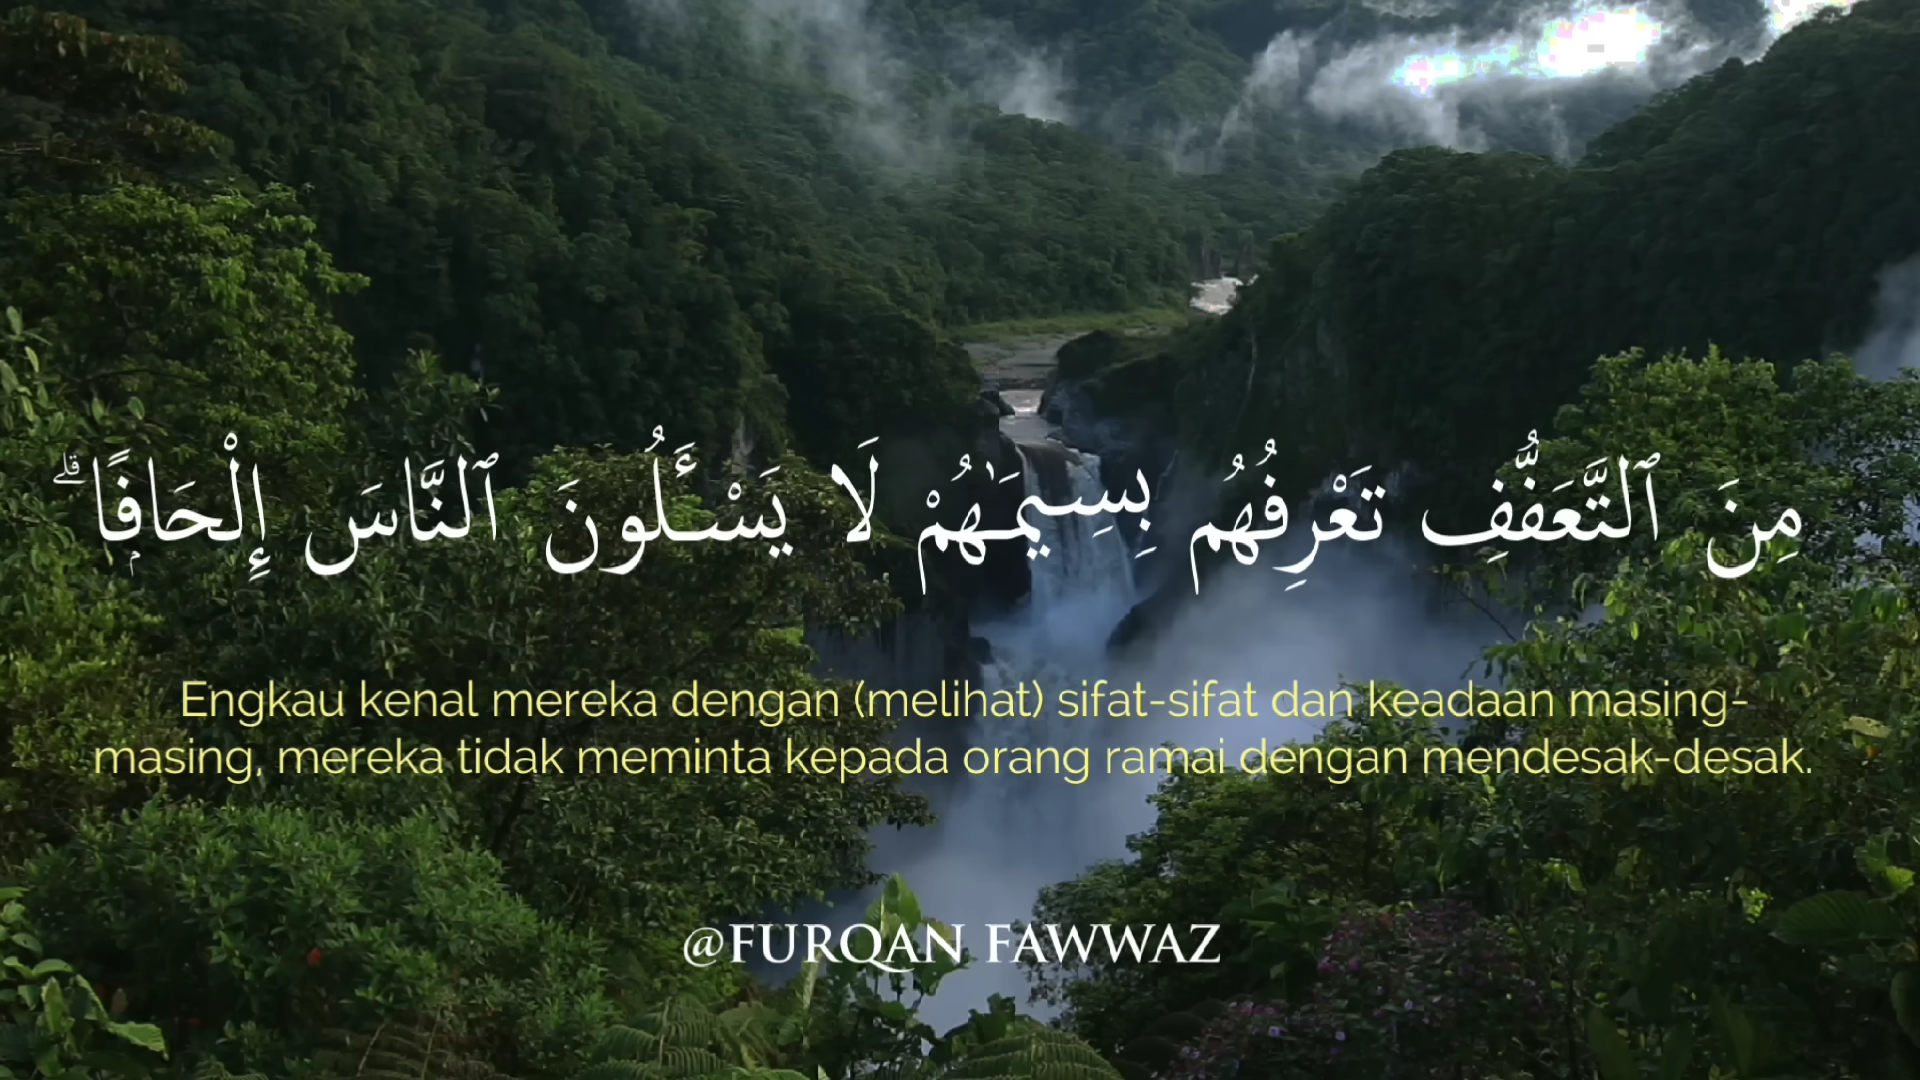 مِنَ ٱلتَّعَفُّفِ تَعْرِفُهُم بِسِيمَـٰهُمْ لَا يَسْـَٔلُونَ ٱلنَّاسَ إِلْحَافًۭا ۗ
Engkau kenal mereka dengan (melihat) sifat-sifat dan keadaan masing-
masing, mereka tidak meminta kepada orang ramai dengan mendesak-desak.
@FURQAN FAWWAZ